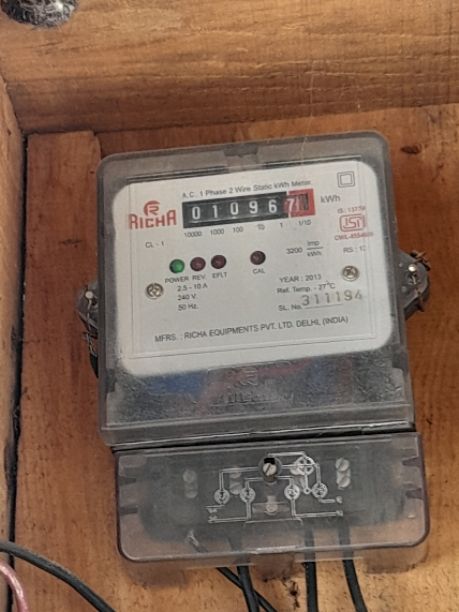 A.C. 1 Phase 2 Wire Static kWh Meter.
RICHA
R
010967 kWh
10000 1000 100 10 1 1/10
CL - 1
3200 imp/kWh
POWER REV. EFLT CAL
2.5 - 10 A
240 V.
50 Hz.
YEAR : 2013
Ref. Temp. - 27°C
SL. No. 311194
MFRS. : RICHA EQUIPMENTS PVT. LTD. DELHI, (INDIA)